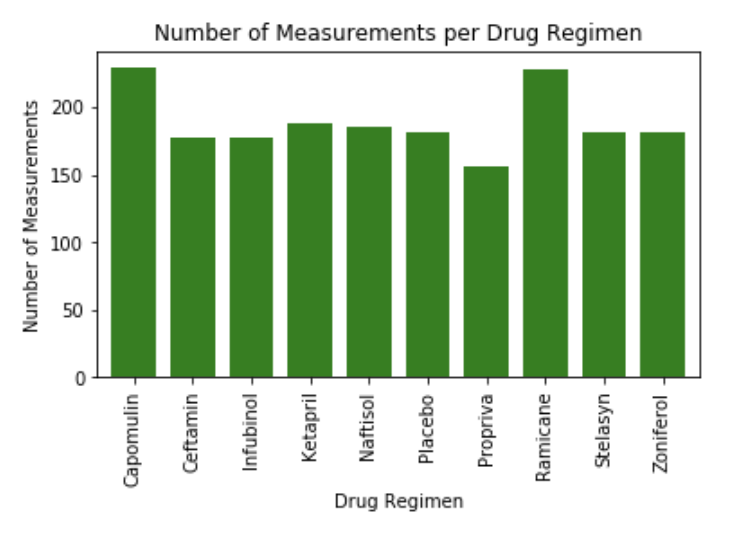 Number of Measurements per Drug Regimen
Number of Measurements
200
150
100
50
0
Capomulin
Ceftamin
Infubinol
Ketapril
Naftisol
Placebo
Propriva
Ramicane
Stelasyn
Zoniferol
Drug Regimen